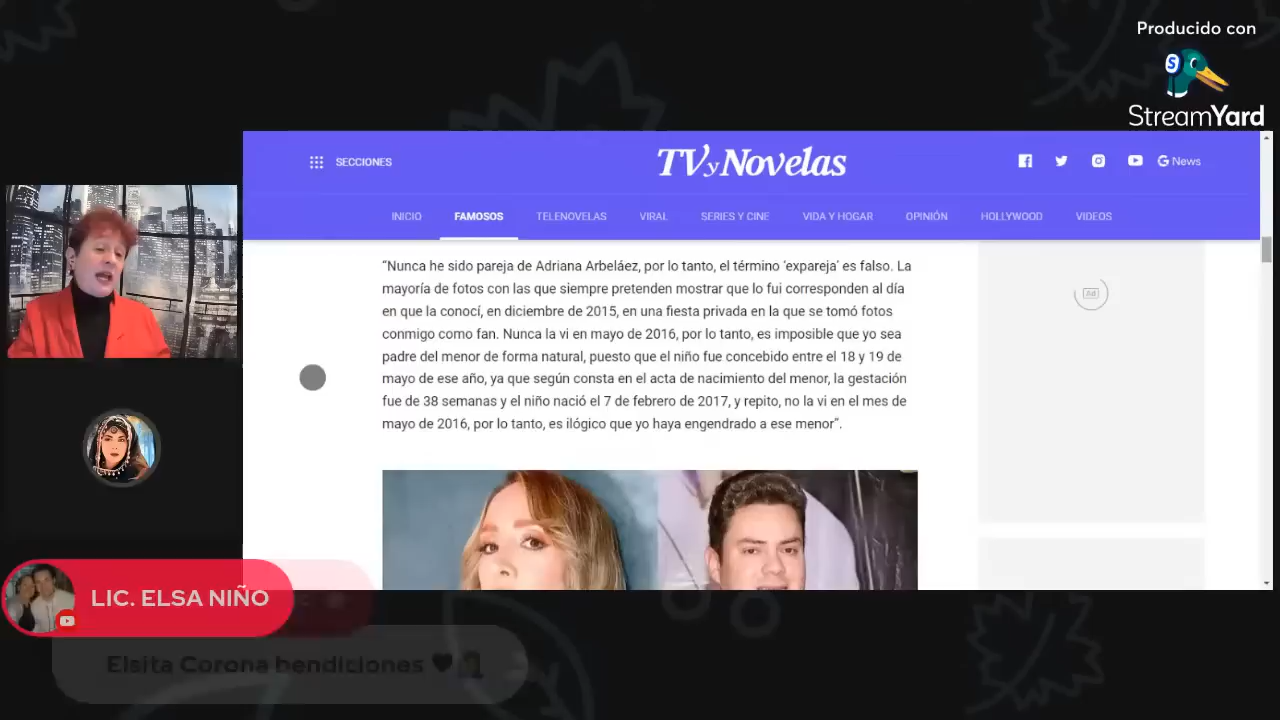 Producido con
StreamYard
SECCIONES
TVyNovelas
G News
INICIO FAMOSOS TELENOVELAS VIRAL SERIES Y CINE VIDA Y HOGAR OPINIÓN HOLLYWOOD VIDEOS
“Nunca he sido pareja de Adriana Arbeláez, por lo tanto, el término ‘expareja’ es falso. La
mayoría de fotos con las que siempre pretenden mostrar que lo fui corresponden al día
en que la conocí, en diciembre de 2015, en una fiesta privada en la que se tomó fotos
conmigo como fan. Nunca la vi en mayo de 2016, por lo tanto, es imposible que yo sea
padre del menor de forma natural, puesto que el niño fue concebido entre el 18 y 19 de
mayo de ese año, ya que según consta en el acta de nacimiento del menor, la gestación
fue de 38 semanas y el niño nació el 7 de febrero de 2017, y repito, no la vi en el mes de
mayo de 2016, por lo tanto, es ilógico que yo haya engendrado a ese menor”.
Ad
LIC. ELSA NIÑO
Elsita Corona bendiciones